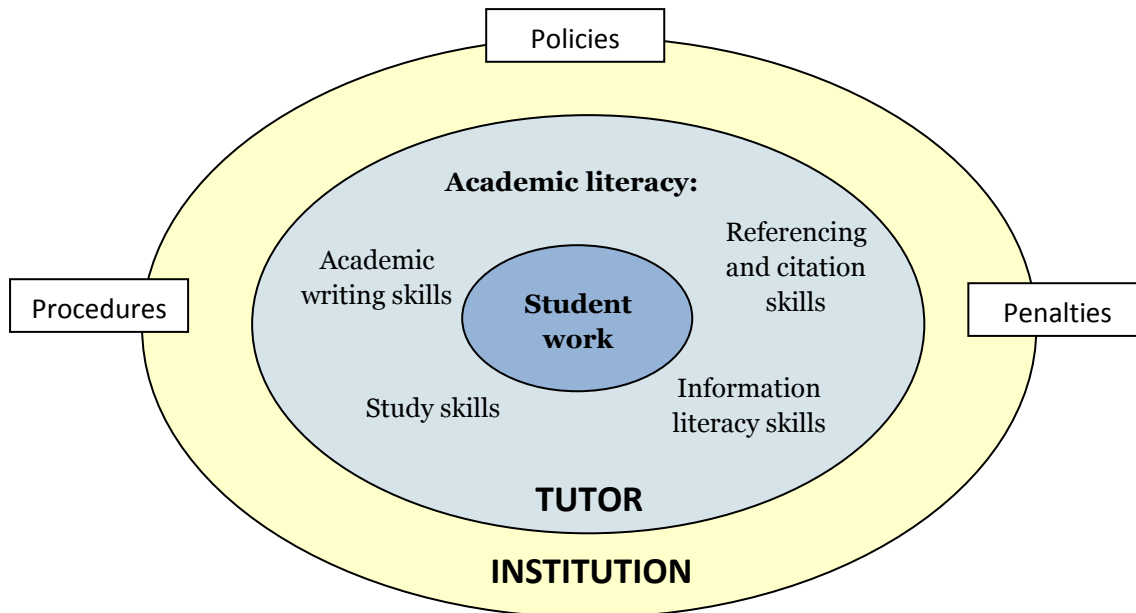 Policies
Academic literacy:
Academic
writing skills
Referencing
and citation
skills
Procedures
Student
work
Penalties
Study skills
Information
literacy skills
TUTOR
INSTITUTION